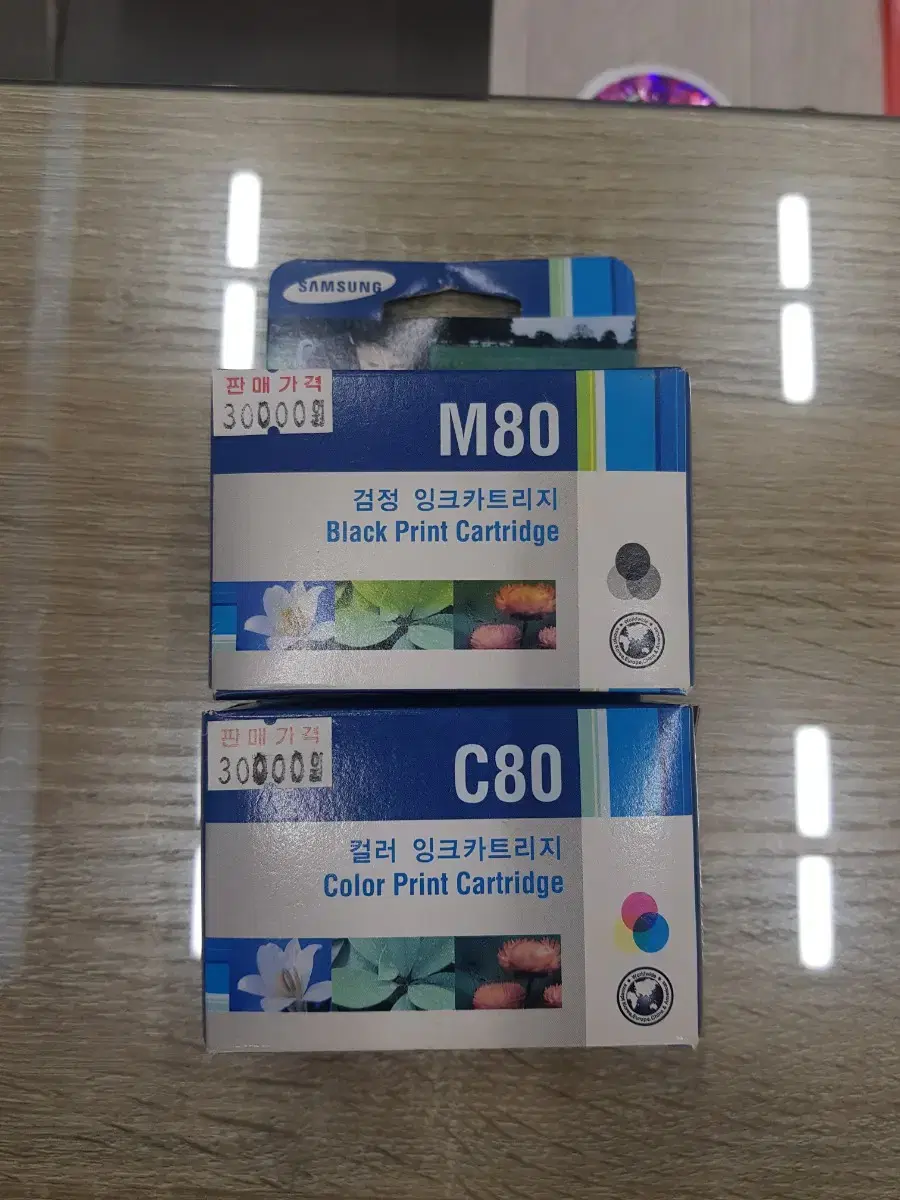 SAMSUNG
판매가격
30000원
M80
검정 잉크카트리지
Black Print Cartridge
판매가격
30000원
C80
컬러 잉크카트리지
Color Print Cartridge